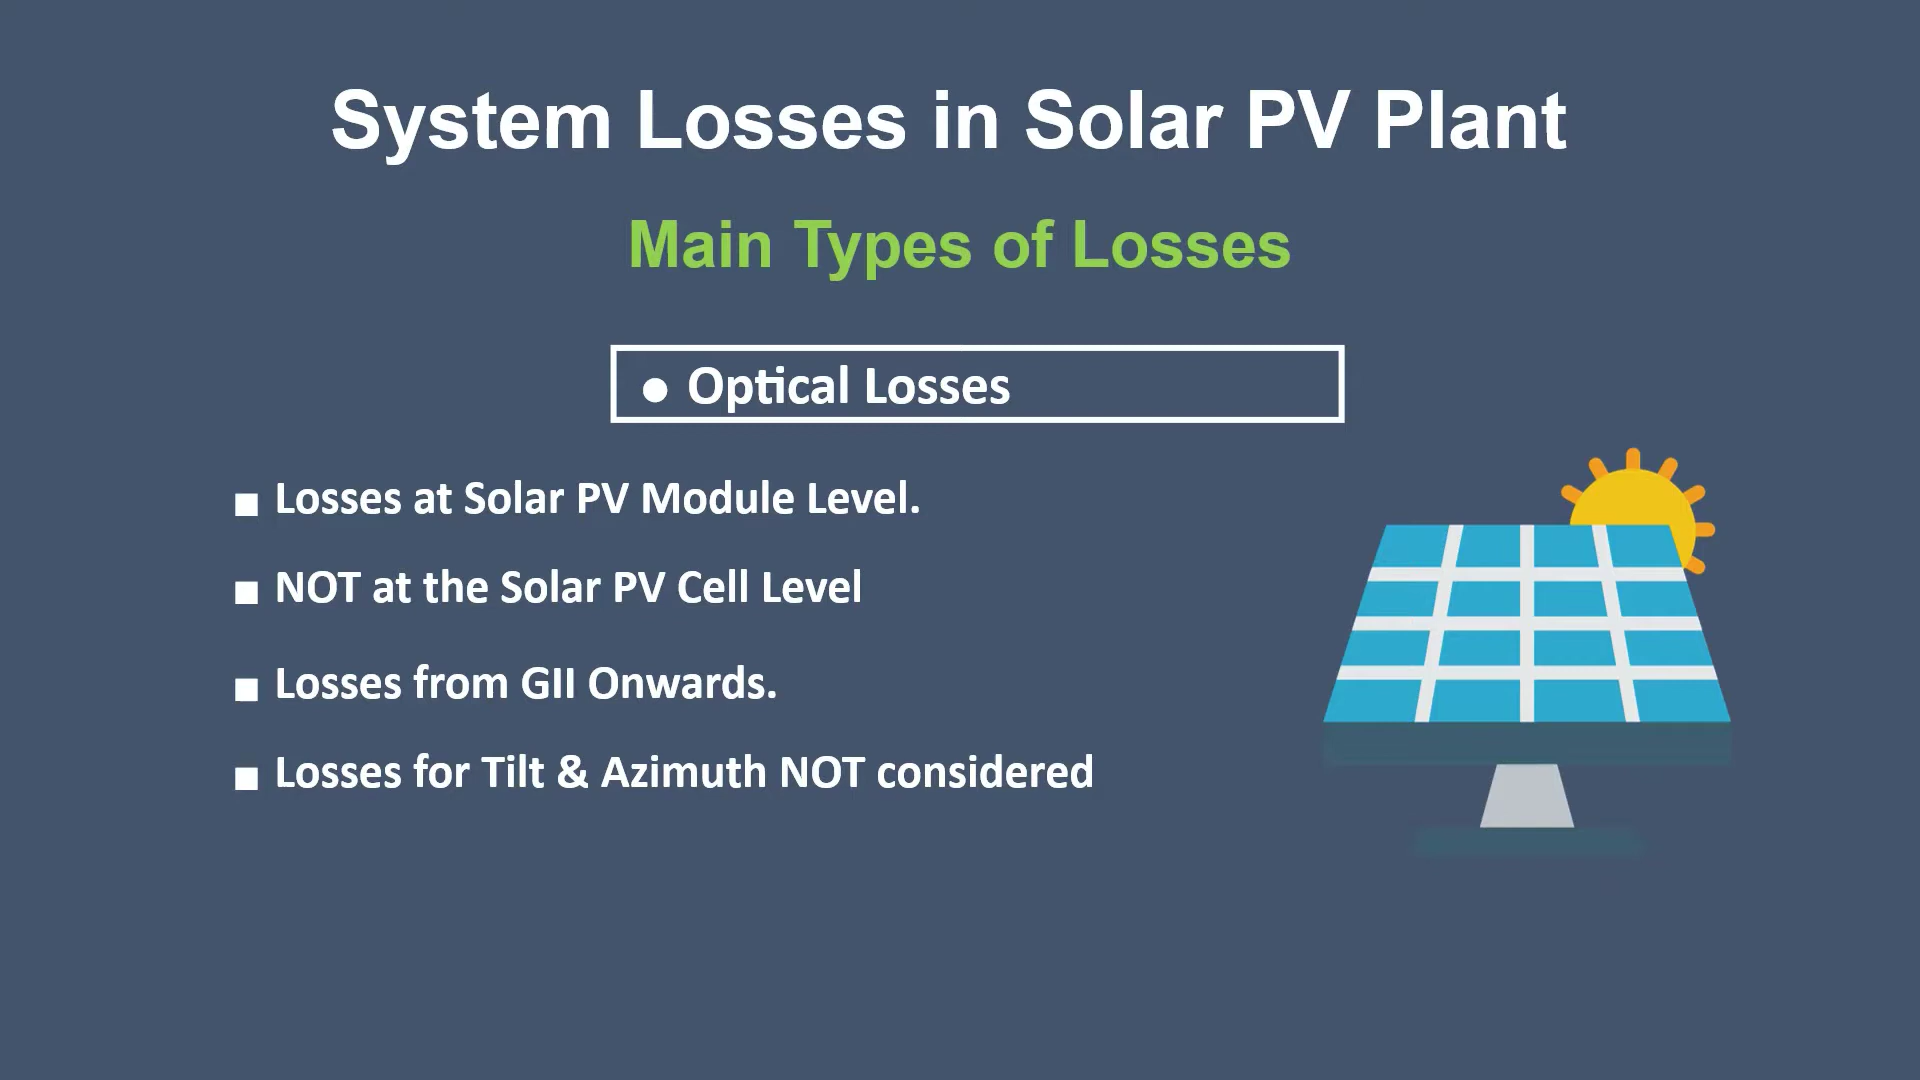 System Losses in Solar PV Plant
Main Types of Losses
● Optical Losses
■ Losses at Solar PV Module Level.
■ NOT at the Solar PV Cell Level
■ Losses from GII Onwards.
■ Losses for Tilt & Azimuth NOT considered